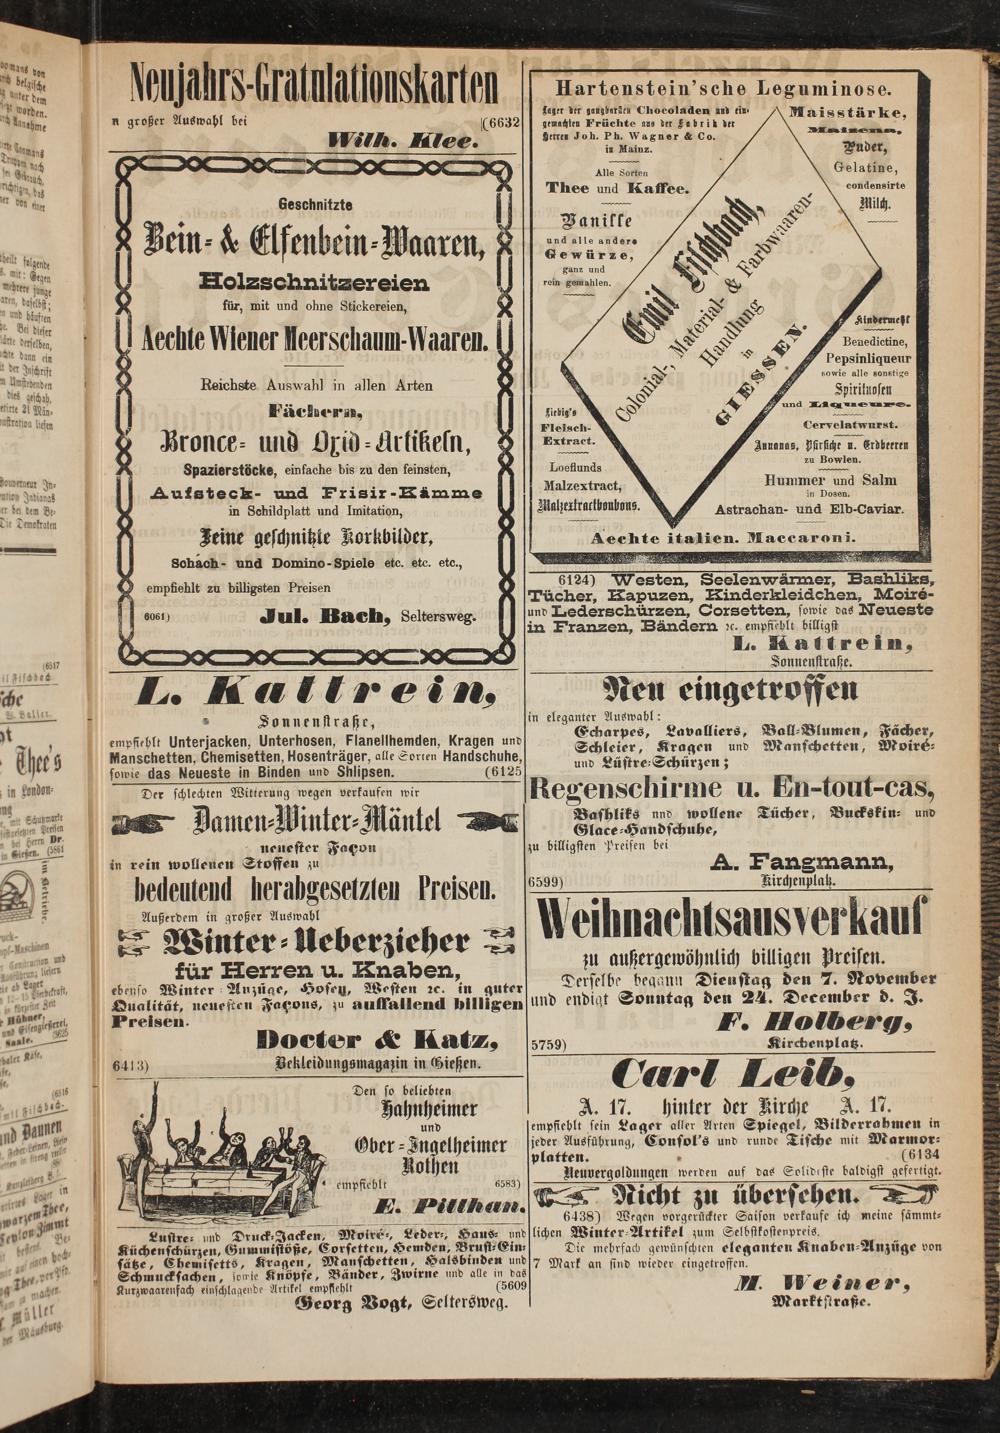 Neujahrs-Gratulationskarten
n großer Auswahl bei (6632
Wilh. Klee.
Geschnitzte
Bein- & Elfenbein-Waaren,
Holzschnitzereien
für, mit und ohne Stickereien,
Aechte Wiener Meerschaum-Waaren.
Reichste Auswahl in allen Arten
Fächern,
Bronce- und Oxid-Artikeln,
Spazierstöcke, einfache bis zu den feinsten,
Aufsteck- und Frisir-Kämme
in Schildplatt und Imitation,
Feine geschnitzte Korkbilder,
Schach- und Domino-Spiele etc. etc. etc.,
empfiehlt zu billigsten Preisen
6061) Jul. Bach, Seltersweg.
L. Kattrein,
Sonnenstraße,
empfiehlt Unterjacken, Unterhosen, Flanellhemden, Kragen und
Manschetten, Chemisetten, Hosenträger, alle Sorten Handschuhe,
sowie das Neueste in Binden und Shlipsen. (6125
Der schlechten Witterung wegen verkaufen wir
Damen-Winter-Mäntel
neuester Façon
in rein wollenen Stoffen zu
bedeutend herabgesetzten Preisen.
Außerdem in großer Auswahl
Winter-Ueberzieher
für Herren u. Knaben,
ebenso Winter-Anzüge, Hosen, Westen ec. in guter
Qualität, neuesten Façons, zu auffallend billigen
Preisen.
Docter & Katz,
6413) Bekleidungsmagazin in Gießen.
Den so beliebten
Hahnheimer
und
Ober-Ingelheimer
Rothen
empfiehlt 6583)
E. Pitthan.
Lustre- und Druck-Jacken, Moiré-, Leder-, Haus- und
Küchenschürzen, Gummistöße, Corsetten, Hemden, Brust-Ein-
sätze, Chemisetts, Kragen, Manschetten, Halsbinden und
Schmucksachen, sowie Knöpfe, Bänder, Zwirne und alle in das
Kurzwaarenfach einschlagende Artikel empfiehlt (5609
Georg Vogt, Seltersweg.
Hartenstein'sche Leguminose.
Lager der gangbarsten Chocoladen und ein-
gemachten Früchte aus der Fabrik der
Herren Joh. Ph. Wagner & Co.
in Mainz.
Alle Sorten
Thee und Kaffee.
Vanille
und alle andere
Gewürze,
ganz und
rein gemahlen.
Maisstärke,
Maizena,
Puder,
Gelatine,
condensirte
Milch.
Emil Fischbach,
Colonial-, Material- & Farbwaaren-
Handlung
in
GIESSEN.
Kindermehl
Benedictine,
Pepsinliqueur
sowie alle sonstige
Spirituosen
und Liqueure.
Cervelatwurst.
Ananas, Pfirsiche u. Erdbeeren
zu Bowlen.
Hummer und Salm
in Dosen.
Astrachan- und Elb-Caviar.
Liebig's
Fleisch-
Extract.
Loeflunds
Malzextract,
Malzextractbonbons.
Aechte italien. Maccaroni.
6124) Westen, Seelenwärmer, Bashliks,
Tücher, Kapuzen, Kinderkleidchen, Moiré-
und Lederschürzen, Corsetten, sowie das Neueste
in Franzen, Bändern ec. empfiehlt billigst
L. Kattrein,
Sonnenstraße.
Neu eingetroffen
in eleganter Auswahl:
Echarpes, Lavalliers, Ball-Blumen, Fächer,
Schleier, Kragen und Manschetten, Moiré-
und Lüstre-Schürzen;
Regenschirme u. En-tout-cas,
Bashliks und wollene Tücher, Buckskin- und
Glace-Handschuhe,
zu billigsten Preisen bei
A. Fangmann,
6599) Kirchenplatz.
Weihnachtsausverkauf
zu außergewöhnlich billigen Preisen.
Derselbe begann Dienstag den 7. November
und endigt Sonntag den 24. December d. J.
F. Holberg,
5759) Kirchenplatz.
Carl Leib,
A. 17. hinter der Kirche A. 17.
empfiehlt sein Lager aller Arten Spiegel, Bilderrahmen in
jeder Ausführung, Consol's und runde Tische mit Marmor-
platten. (6134
Neuvergoldungen werden auf das Solideste baldigst gefertigt.
Nicht zu übersehen.
6438) Wegen vorgerückter Saison verkaufe ich meine sämmt-
lichen Winter-Artikel zum Selbstkostenpreis.
Die mehrfach gewünschten eleganten Knaben-Anzüge von
7 Mark an sind wieder eingetroffen.
M. Weiner,
Marktstraße.